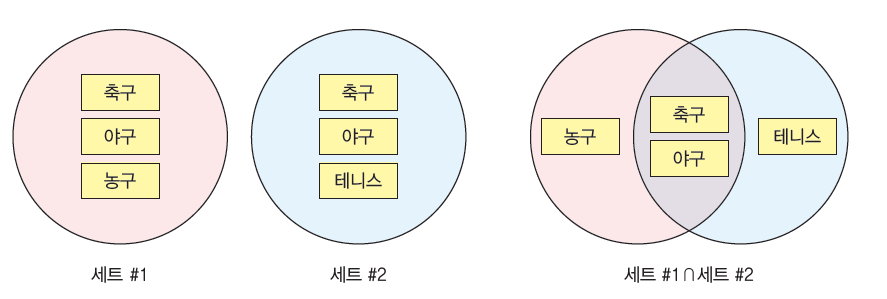 축구
야구
농구
세트 #1
축구
야구
테니스
세트 #2
농구
축구
야구
테니스
세트 #1∩세트 #2